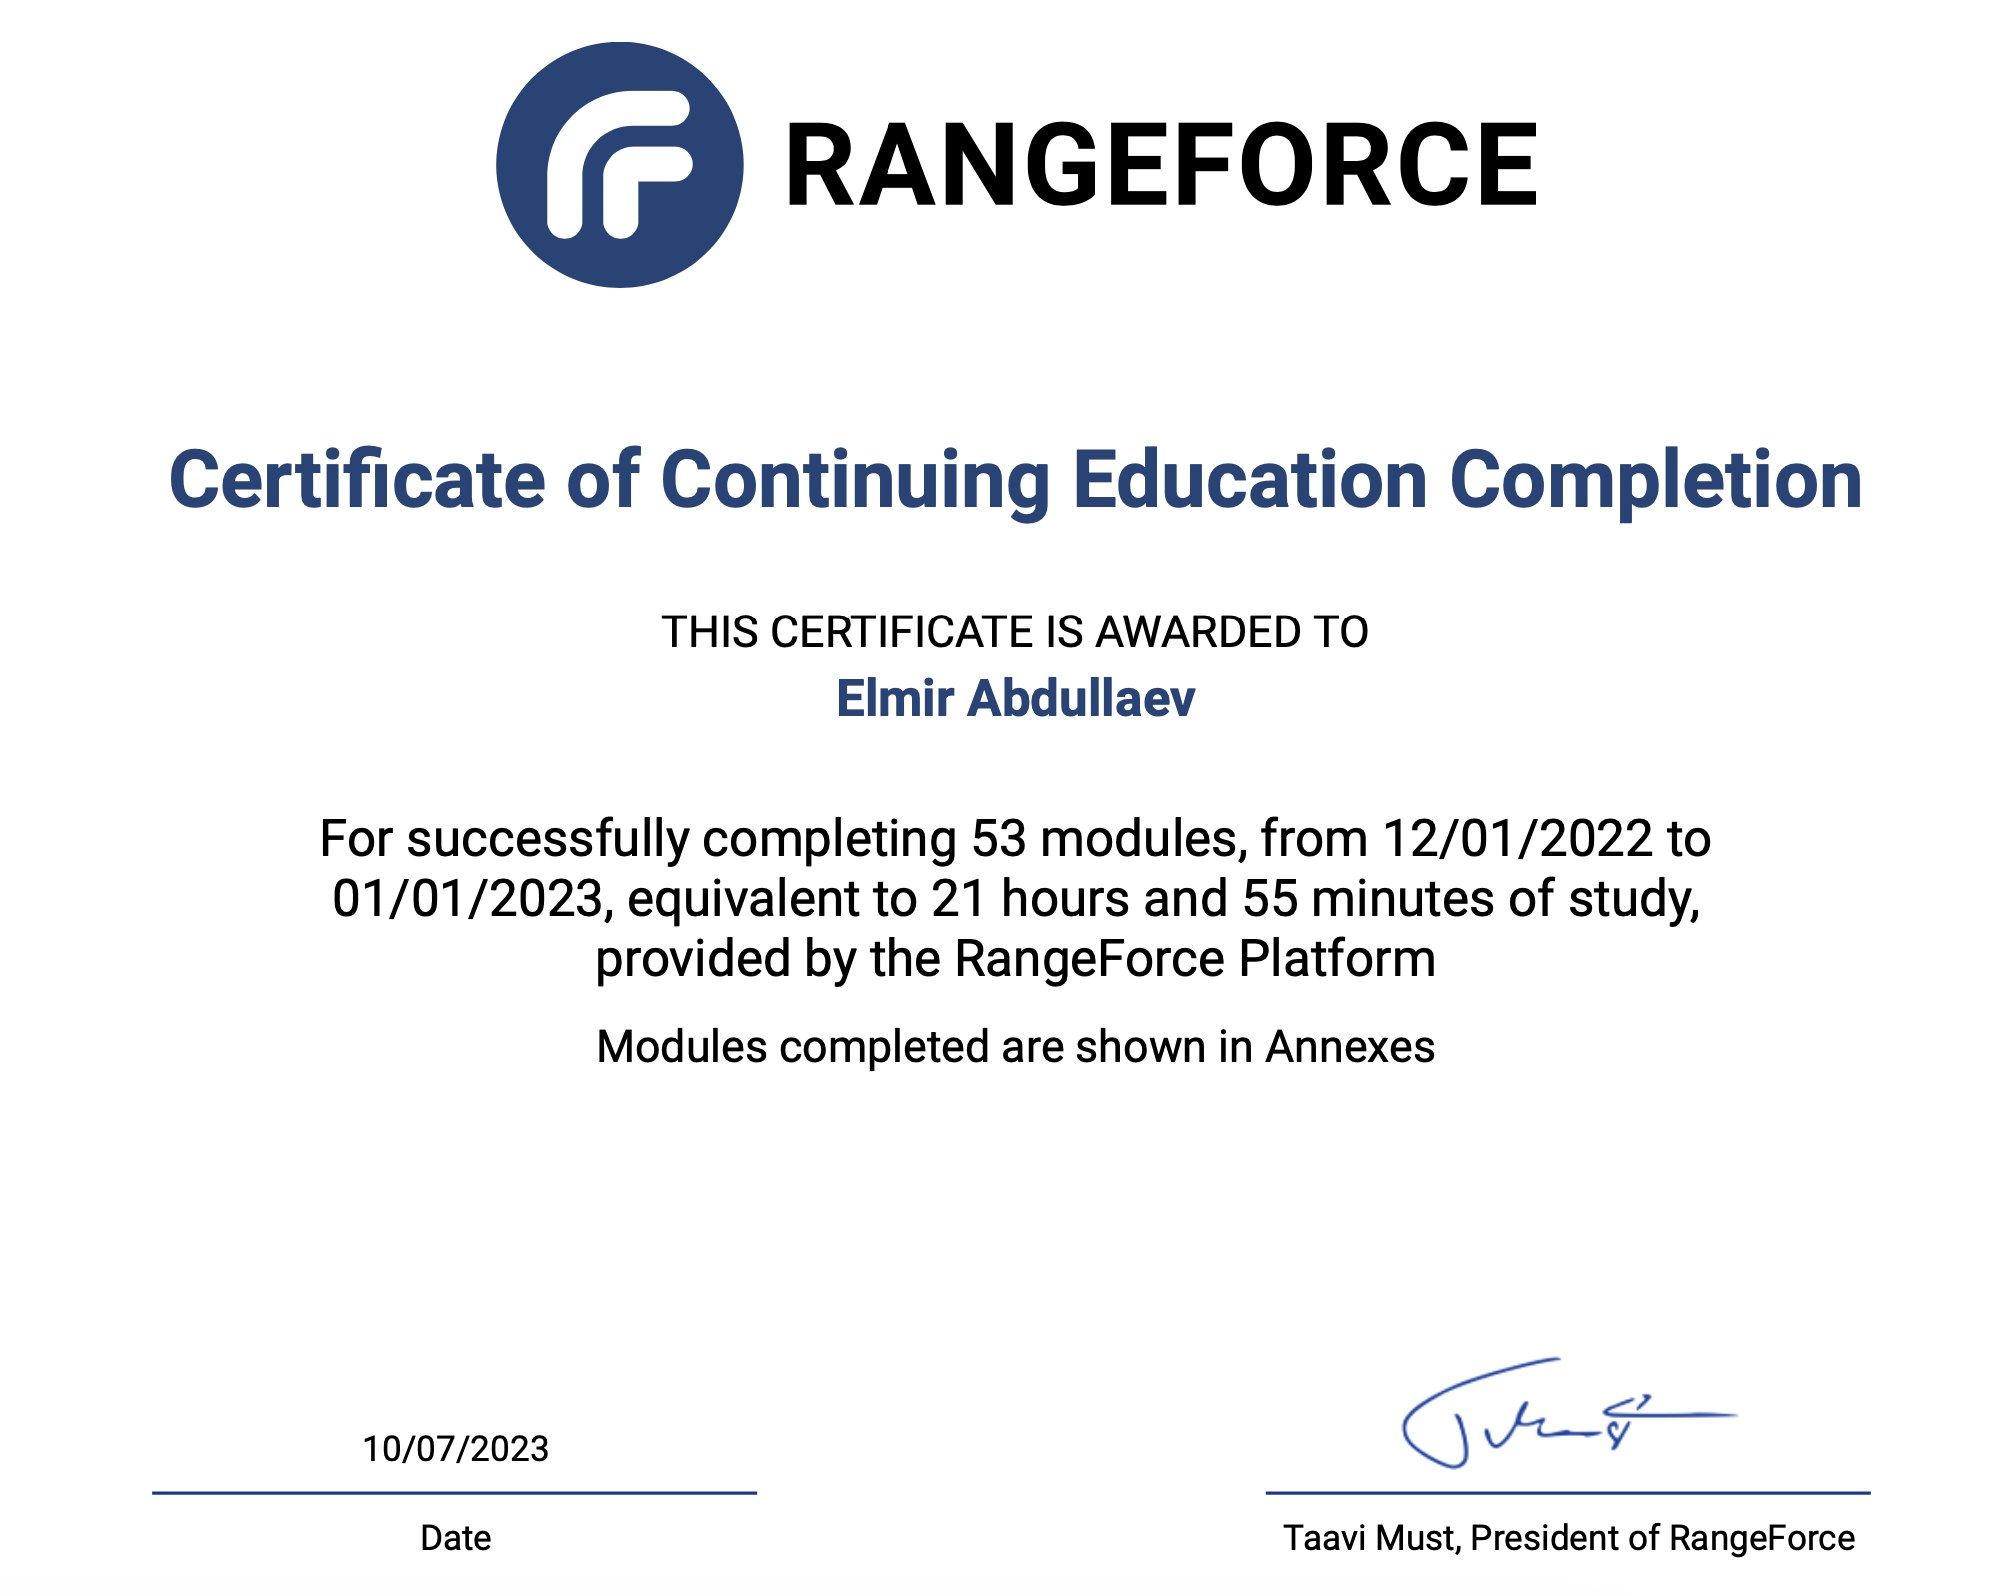 RANGEFORCE
Certificate of Continuing Education Completion
THIS CERTIFICATE IS AWARDED TO
Elmir Abdullaev
For successfully completing 53 modules, from 12/01/2022 to
01/01/2023, equivalent to 21 hours and 55 minutes of study,
provided by the RangeForce Platform
Modules completed are shown in Annexes
10/07/2023
Date
Taavi Must, President of RangeForce